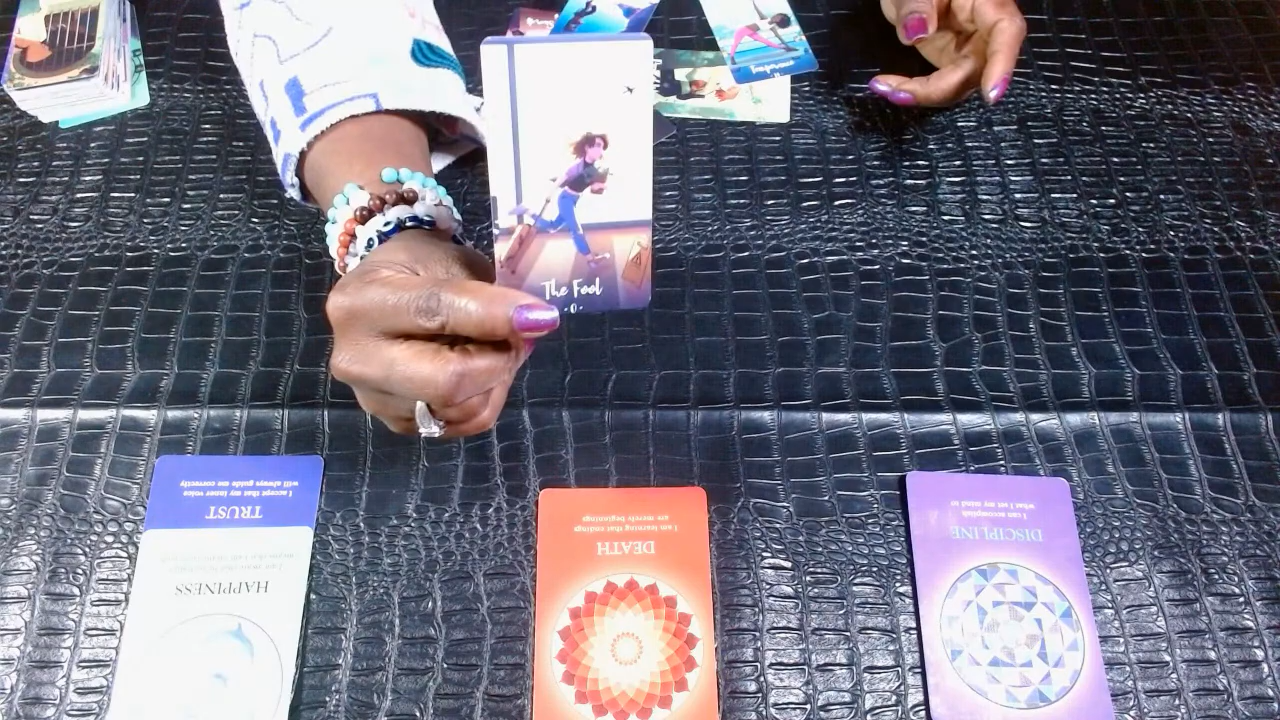 The Fool
· 0 ·
I accept that my inner voice
will always guide me correctly
TRUST
HAPPINESS
I am learning that endings
are merely beginnings
DEATH
I can accomplish
what I set my mind to
DISCIPLINE